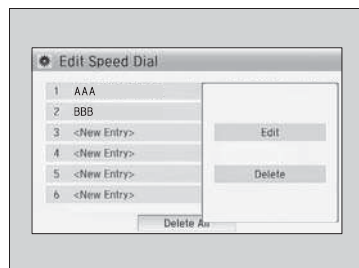 Edit Speed Dial
1 AAA
2 BBB
3 <New Entry>
4 <New Entry>
5 <New Entry>
6 <New Entry>
Edit
Delete
Delete All